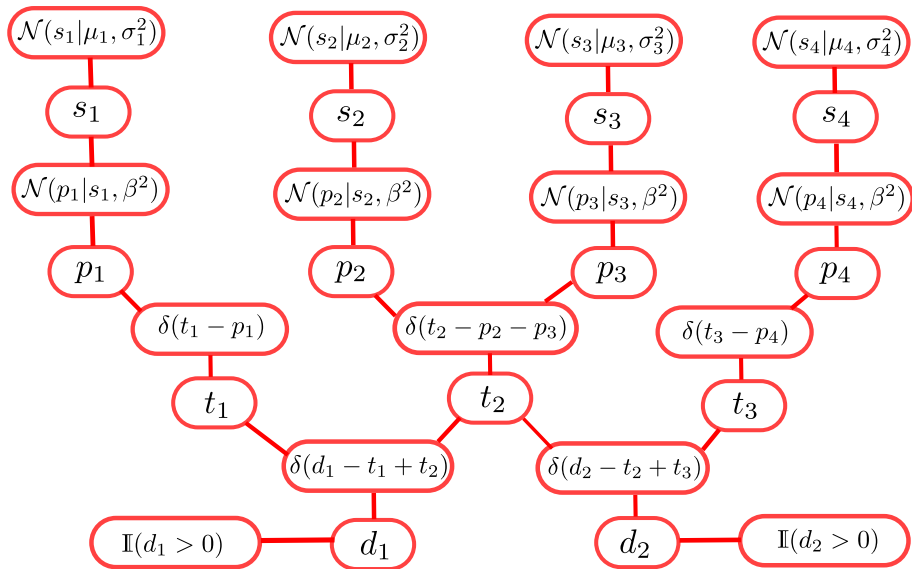 𝒩(s₁|μ₁, σ₁²) 𝒩(s₂|μ₂, σ₂²) 𝒩(s₃|μ₃, σ₃²) 𝒩(s₄|μ₄, σ₄²)
s₁ s₂ s₃ s₄
𝒩(p₁|s₁, β²) 𝒩(p₂|s₂, β²) 𝒩(p₃|s₃, β²) 𝒩(p₄|s₄, β²)
p₁ p₂ p₃ p₄
δ(t₁ − p₁) δ(t₂ − p₂ − p₃) δ(t₃ − p₄)
t₁ t₂ t₃
δ(d₁ − t₁ + t₂) δ(d₂ − t₂ + t₃)
𝕀(d₁ > 0) d₁ d₂ 𝕀(d₂ > 0)